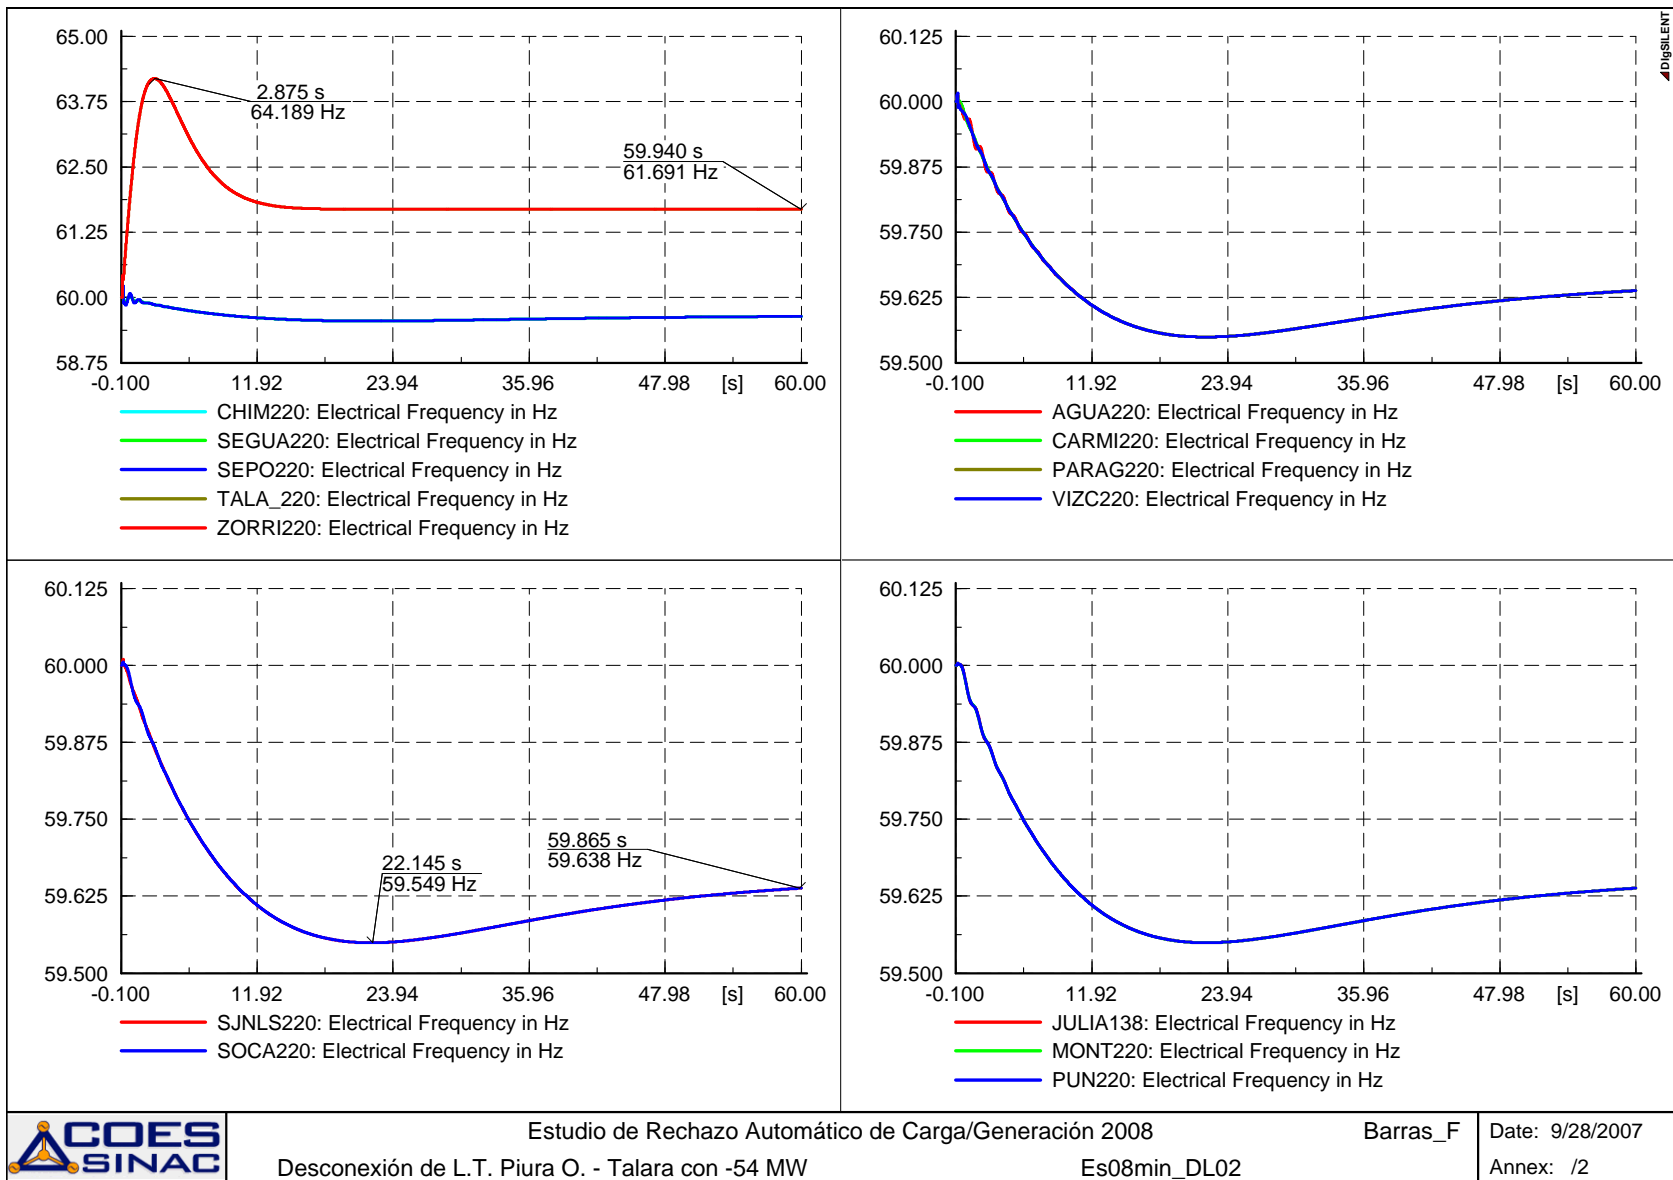 65.00
63.75
62.50
61.25
60.00
58.75
-0.100 11.92 23.94 35.96 47.98 [s] 60.00
2.875 s
64.189 Hz
59.940 s
61.691 Hz
CHIM220: Electrical Frequency in Hz
SEGUA220: Electrical Frequency in Hz
SEPO220: Electrical Frequency in Hz
TALA_220: Electrical Frequency in Hz
ZORRI220: Electrical Frequency in Hz
60.125
60.000
59.875
59.750
59.625
59.500
-0.100 11.92 23.94 35.96 47.98 [s] 60.00
AGUA220: Electrical Frequency in Hz
CARMI220: Electrical Frequency in Hz
PARAG220: Electrical Frequency in Hz
VIZC220: Electrical Frequency in Hz
DIgSILENT
60.125
60.000
59.875
59.750
59.625
59.500
-0.100 11.92 23.94 35.96 47.98 [s] 60.00
22.145 s
59.549 Hz
59.865 s
59.638 Hz
SJNLS220: Electrical Frequency in Hz
SOCA220: Electrical Frequency in Hz
60.125
60.000
59.875
59.750
59.625
59.500
-0.100 11.92 23.94 35.96 47.98 [s] 60.00
JULIA138: Electrical Frequency in Hz
MONT220: Electrical Frequency in Hz
PUN220: Electrical Frequency in Hz
COES
SINAC
Estudio de Rechazo Automático de Carga/Generación 2008 Barras_F
Desconexión de L.T. Piura O. - Talara con -54 MW Es08min_DL02
Date: 9/28/2007
Annex: /2